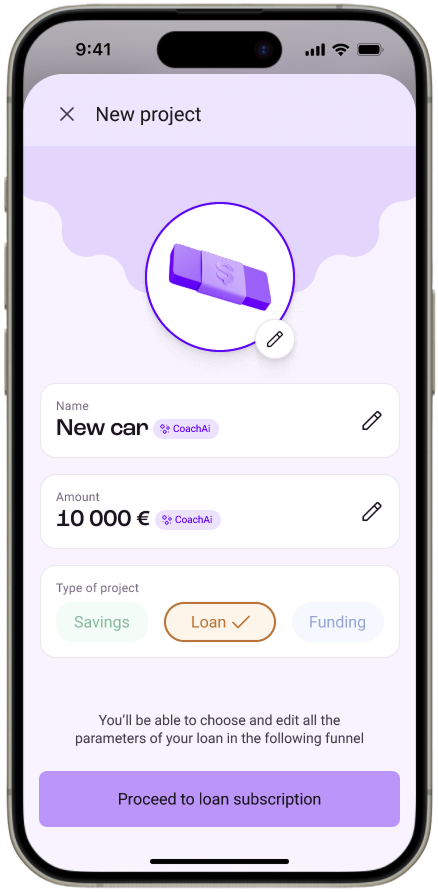 9:41
New project
Name
New car CoachAi
Amount
10 000 € CoachAi
Type of project
Savings Loan Funding
You’ll be able to choose and edit all the
parameters of your loan in the following funnel
Proceed to loan subscription